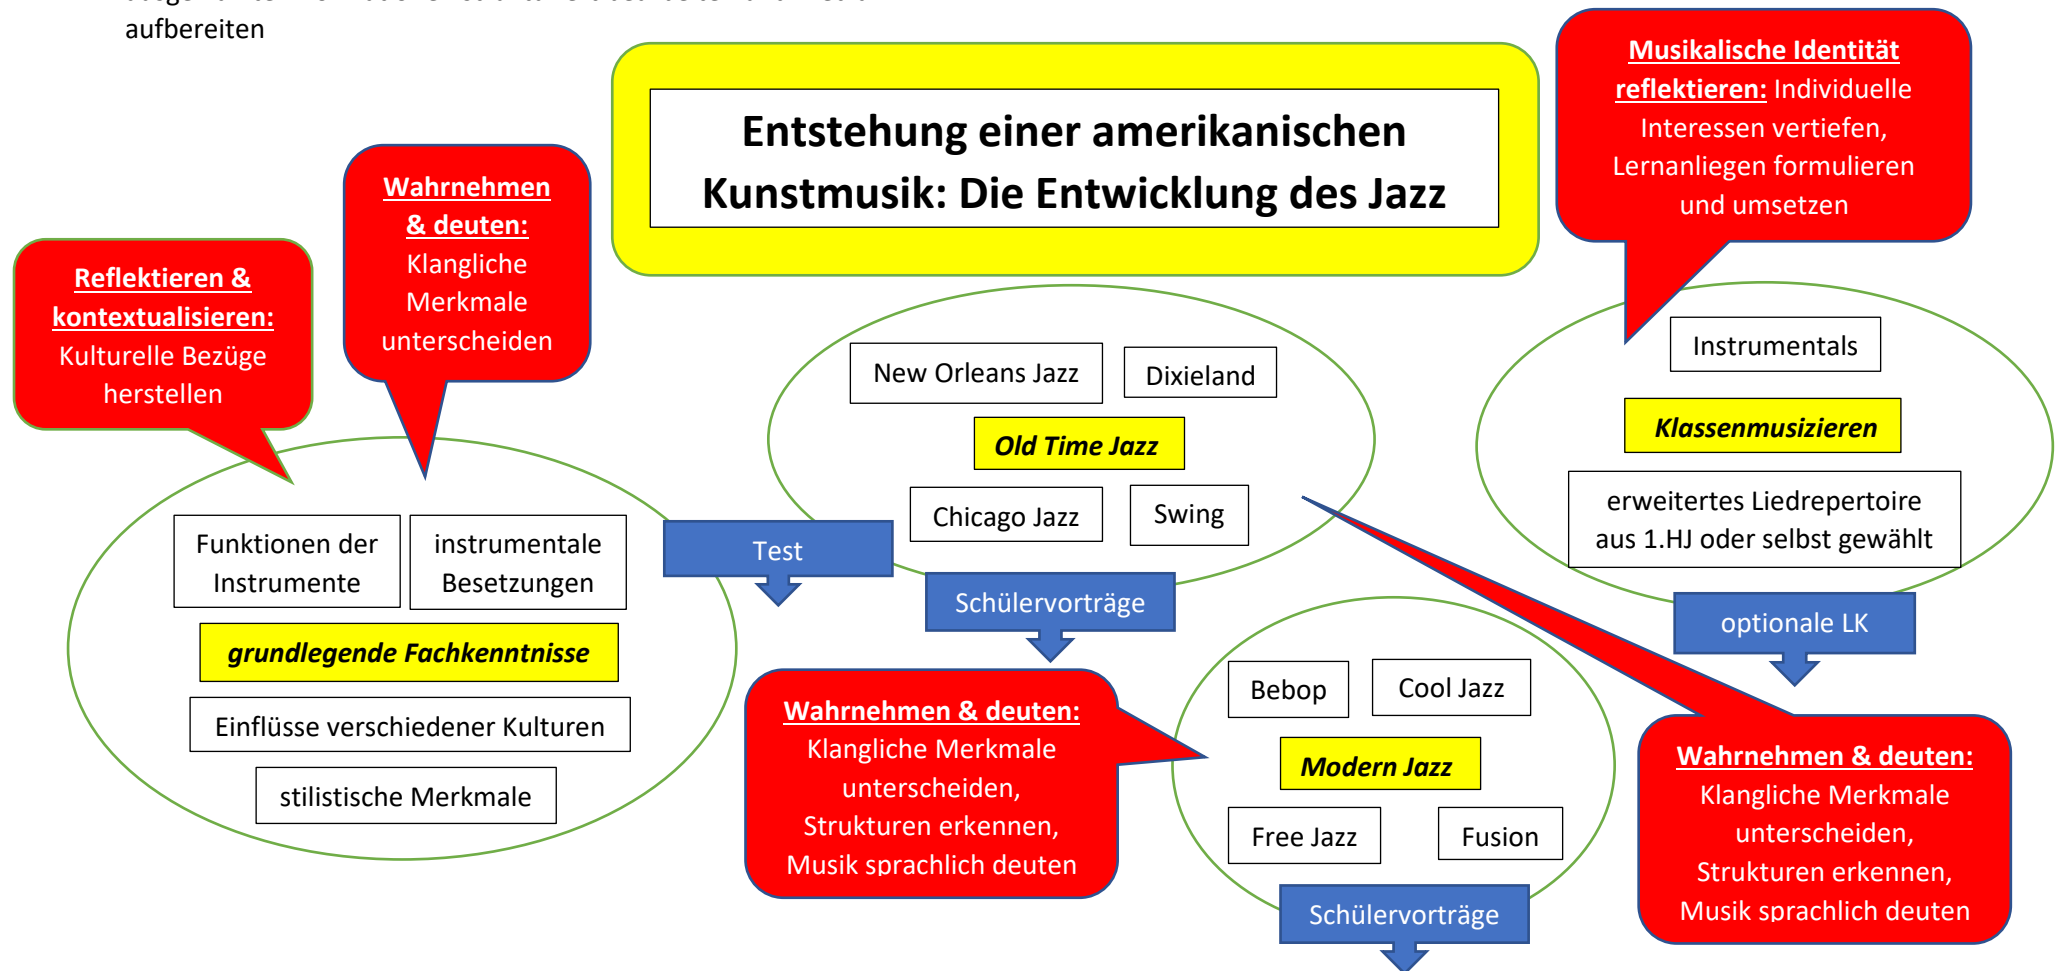 aufbereiten
Entstehung einer amerikanischen
Kunstmusik: Die Entwicklung des Jazz
Musikalische Identität
reflektieren: Individuelle
Interessen vertiefen,
Lernanliegen formulieren
und umsetzen
Wahrnehmen
& deuten:
Klangliche
Merkmale
unterscheiden
Reflektieren &
kontextualisieren:
Kulturelle Bezüge
herstellen
Funktionen der
Instrumente
instrumentale
Besetzungen
grundlegende Fachkenntnisse
Einflüsse verschiedener Kulturen
stilistische Merkmale
Test
New Orleans Jazz
Dixieland
Old Time Jazz
Chicago Jazz
Swing
Schülervorträge
Instrumentals
Klassenmusizieren
erweitertes Liedrepertoire
aus 1.HJ oder selbst gewählt
optionale LK
Wahrnehmen & deuten:
Klangliche Merkmale
unterscheiden,
Strukturen erkennen,
Musik sprachlich deuten
Bebop
Cool Jazz
Modern Jazz
Free Jazz
Fusion
Schülervorträge
Wahrnehmen & deuten:
Klangliche Merkmale
unterscheiden,
Strukturen erkennen,
Musik sprachlich deuten